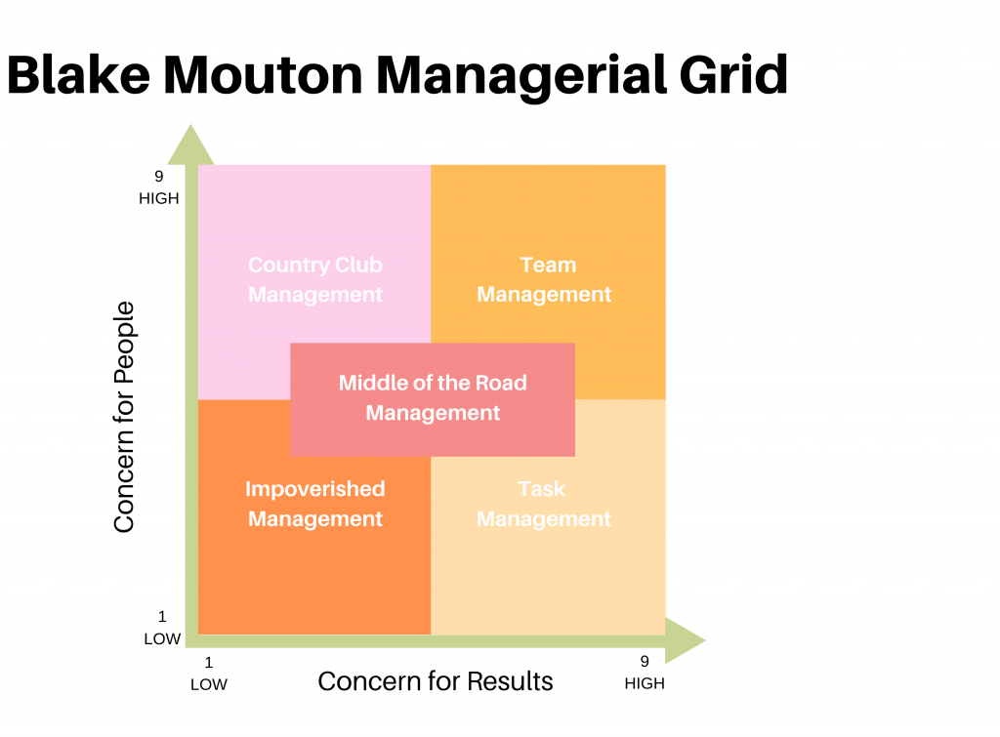 Blake Mouton Managerial Grid
9
HIGH
Country Club
Management
Team
Management
Concern for People
Middle of the Road
Management
Impoverished
Management
Task
Management
1
LOW
1
LOW
Concern for Results
9
HIGH